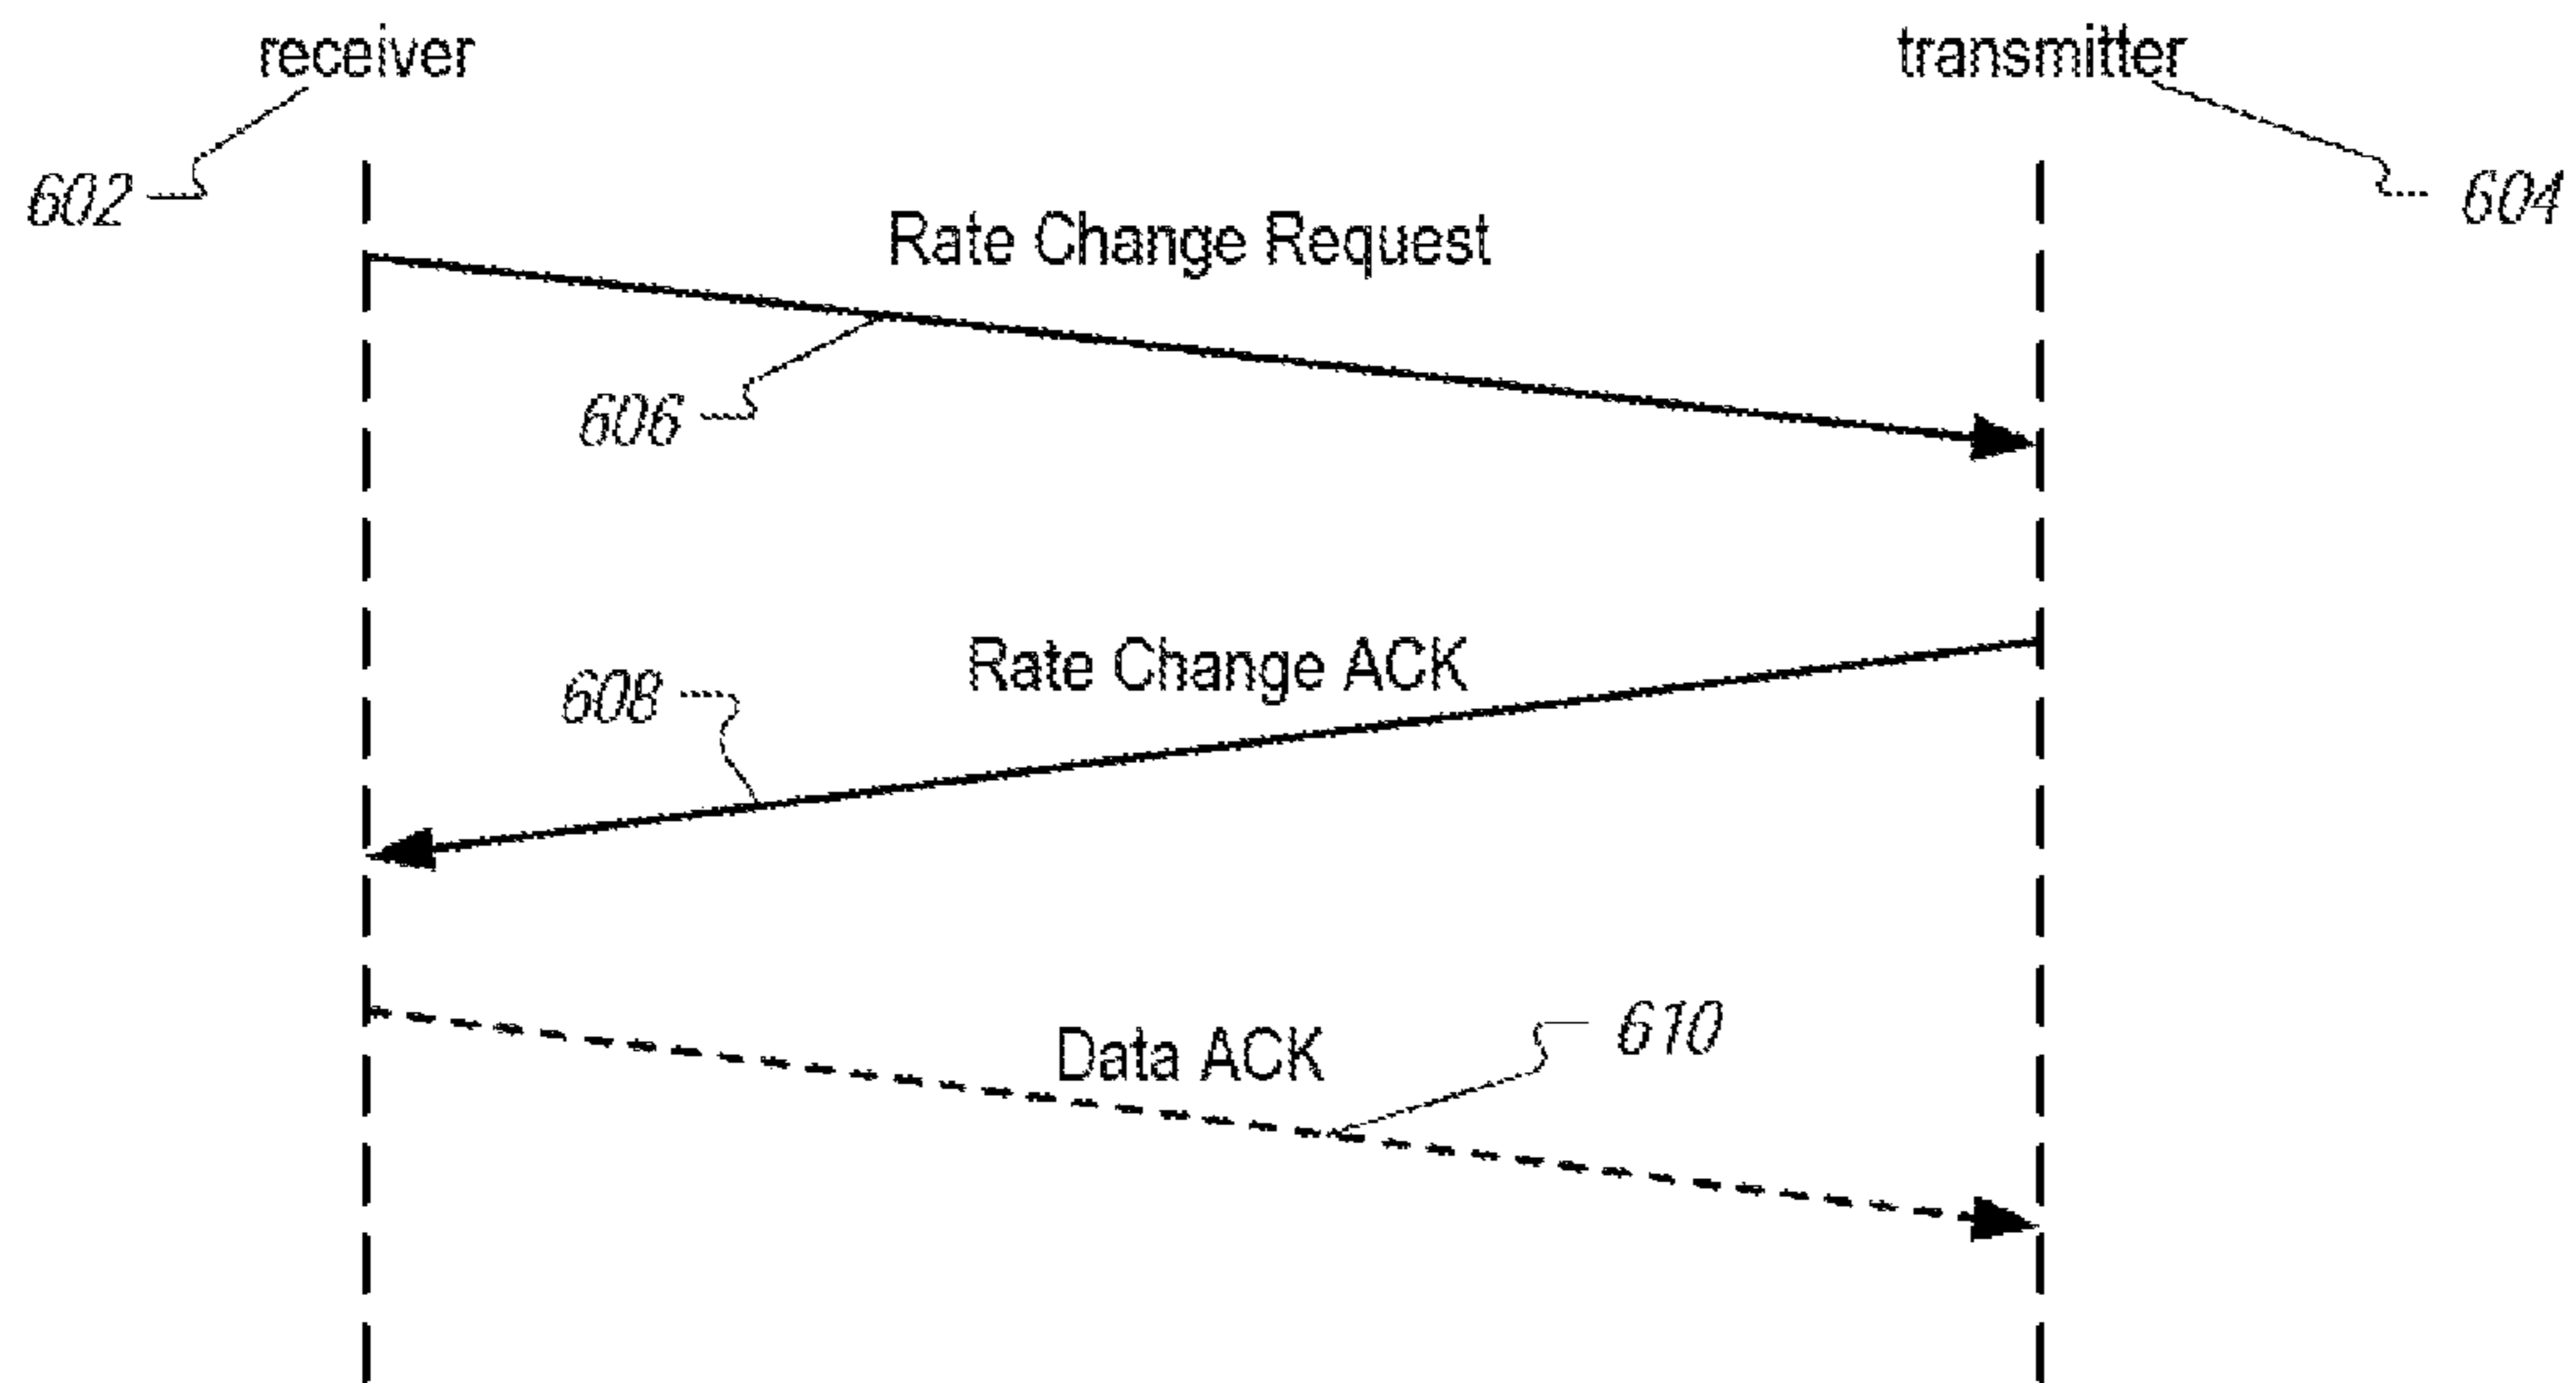 receiver
transmitter
602
604
Rate Change Request
606
Rate Change ACK
608
Data ACK
610